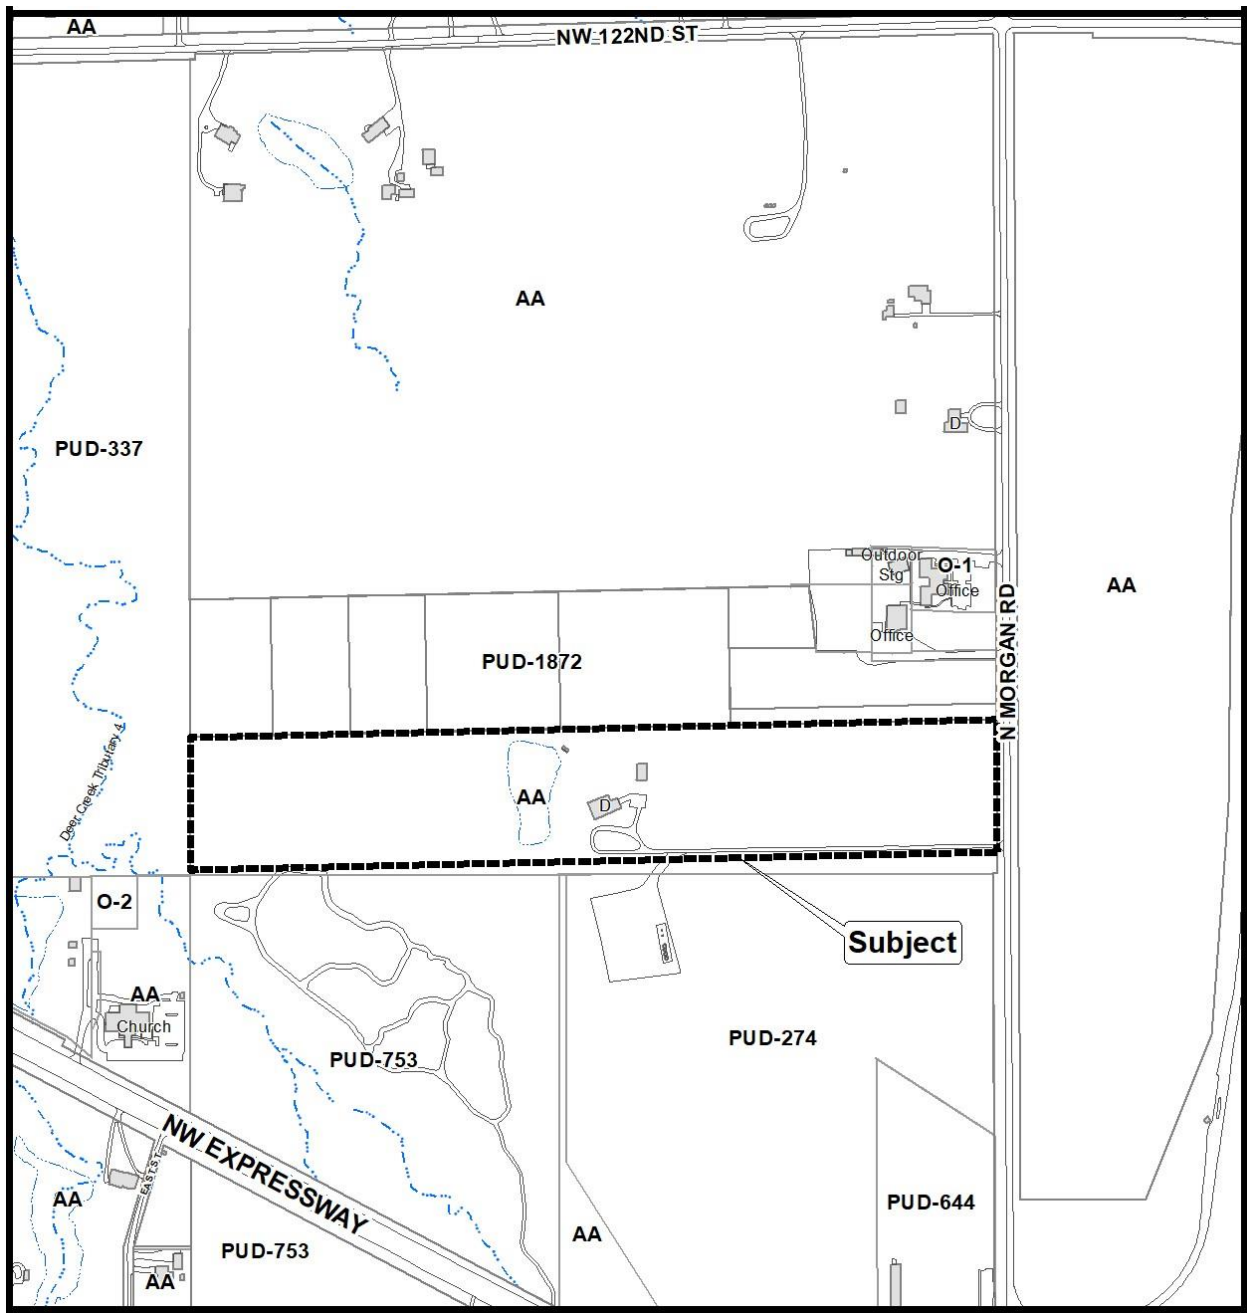 AA
NW 122ND ST
AA
PUD-337
D
Outdoor
Stg
O-1
Office
Office
AA
N MORGAN RD
PUD-1872
Deer Creek Tributary 4
AA
D
O-2
Subject
AA
Church
PUD-753
PUD-274
NW EXPRESSWAY
EAST ST
AA
PUD-644
AA
PUD-753
AA